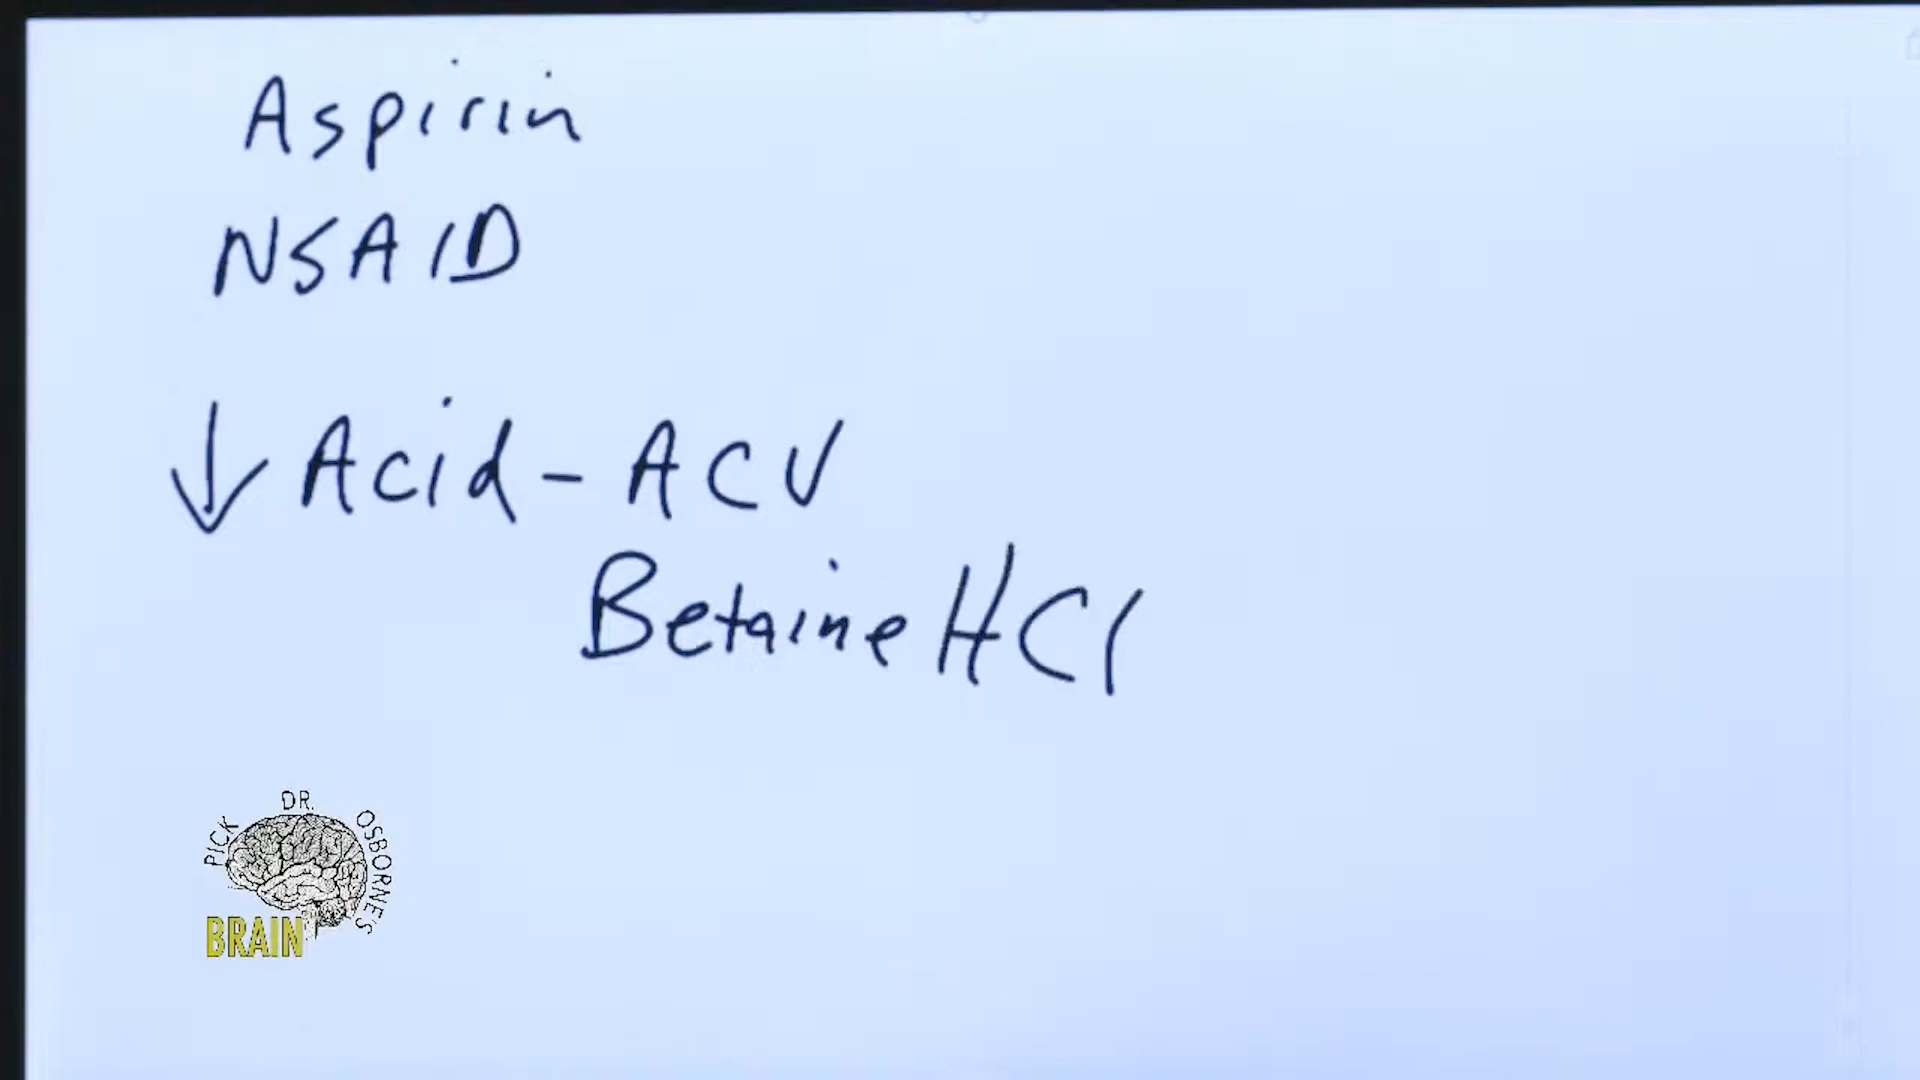 Aspirin
NSAID
↓ Acid - ACV
Betaine HCl
PICK DR. OSBORNE'S
BRAIN